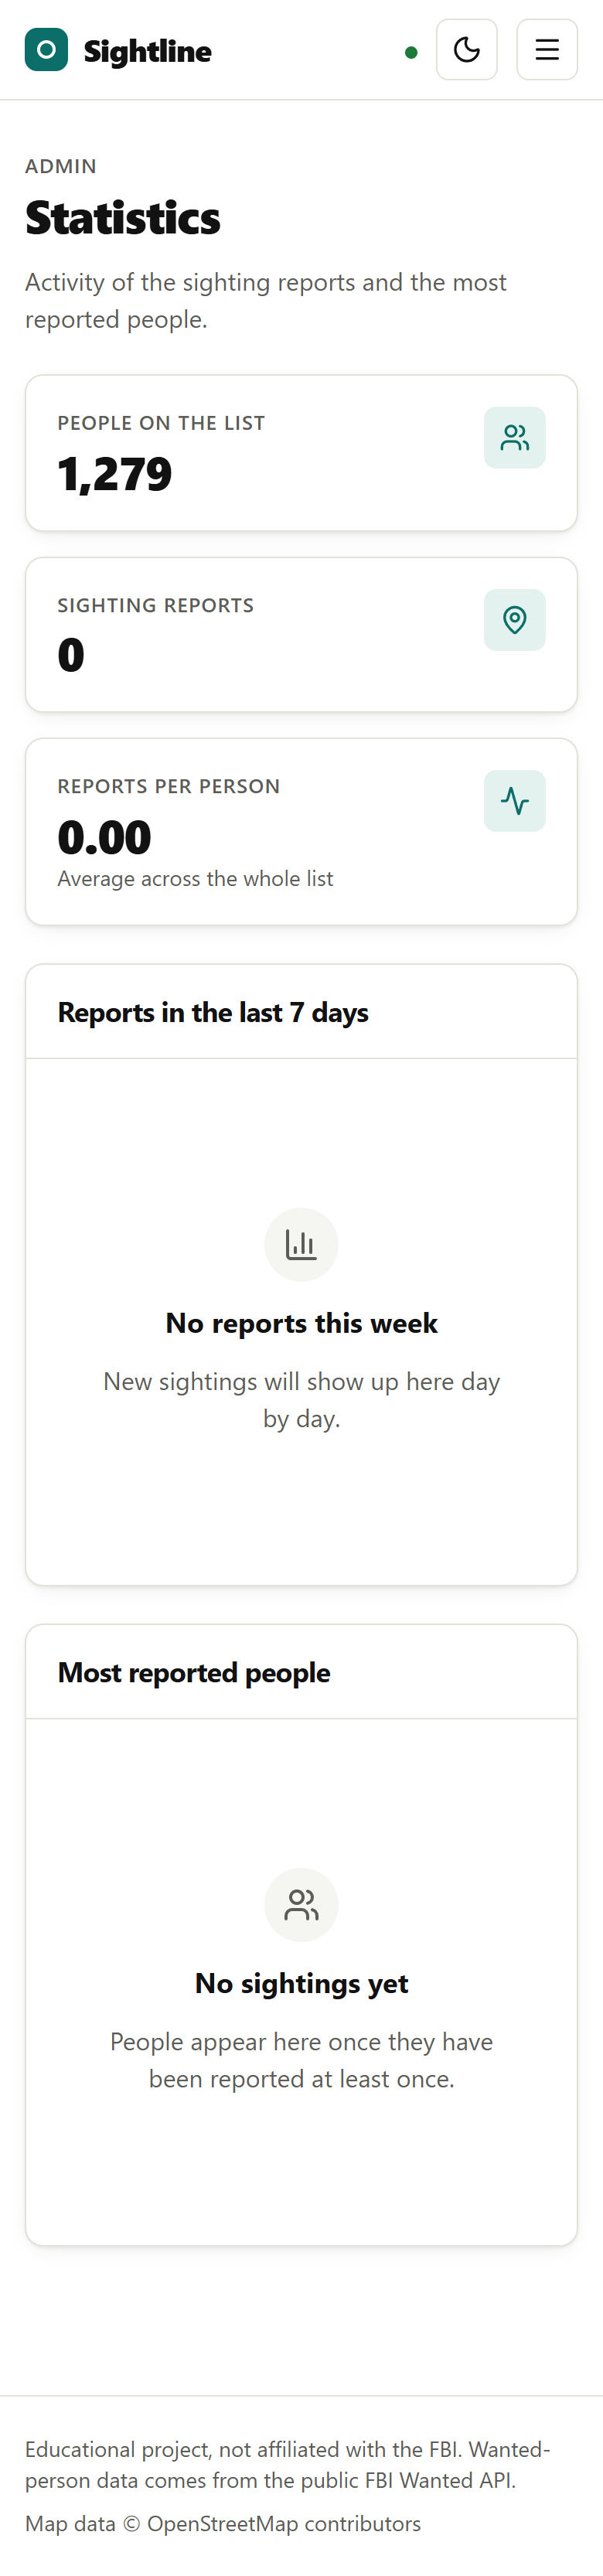 Sightline
ADMIN
Statistics
Activity of the sighting reports and the most
reported people.
PEOPLE ON THE LIST
1,279
SIGHTING REPORTS
0
REPORTS PER PERSON
0.00
Average across the whole list
Reports in the last 7 days
No reports this week
New sightings will show up here day
by day.
Most reported people
No sightings yet
People appear here once they have
been reported at least once.
Educational project, not affiliated with the FBI. Wanted-
person data comes from the public FBI Wanted API.
Map data © OpenStreetMap contributors